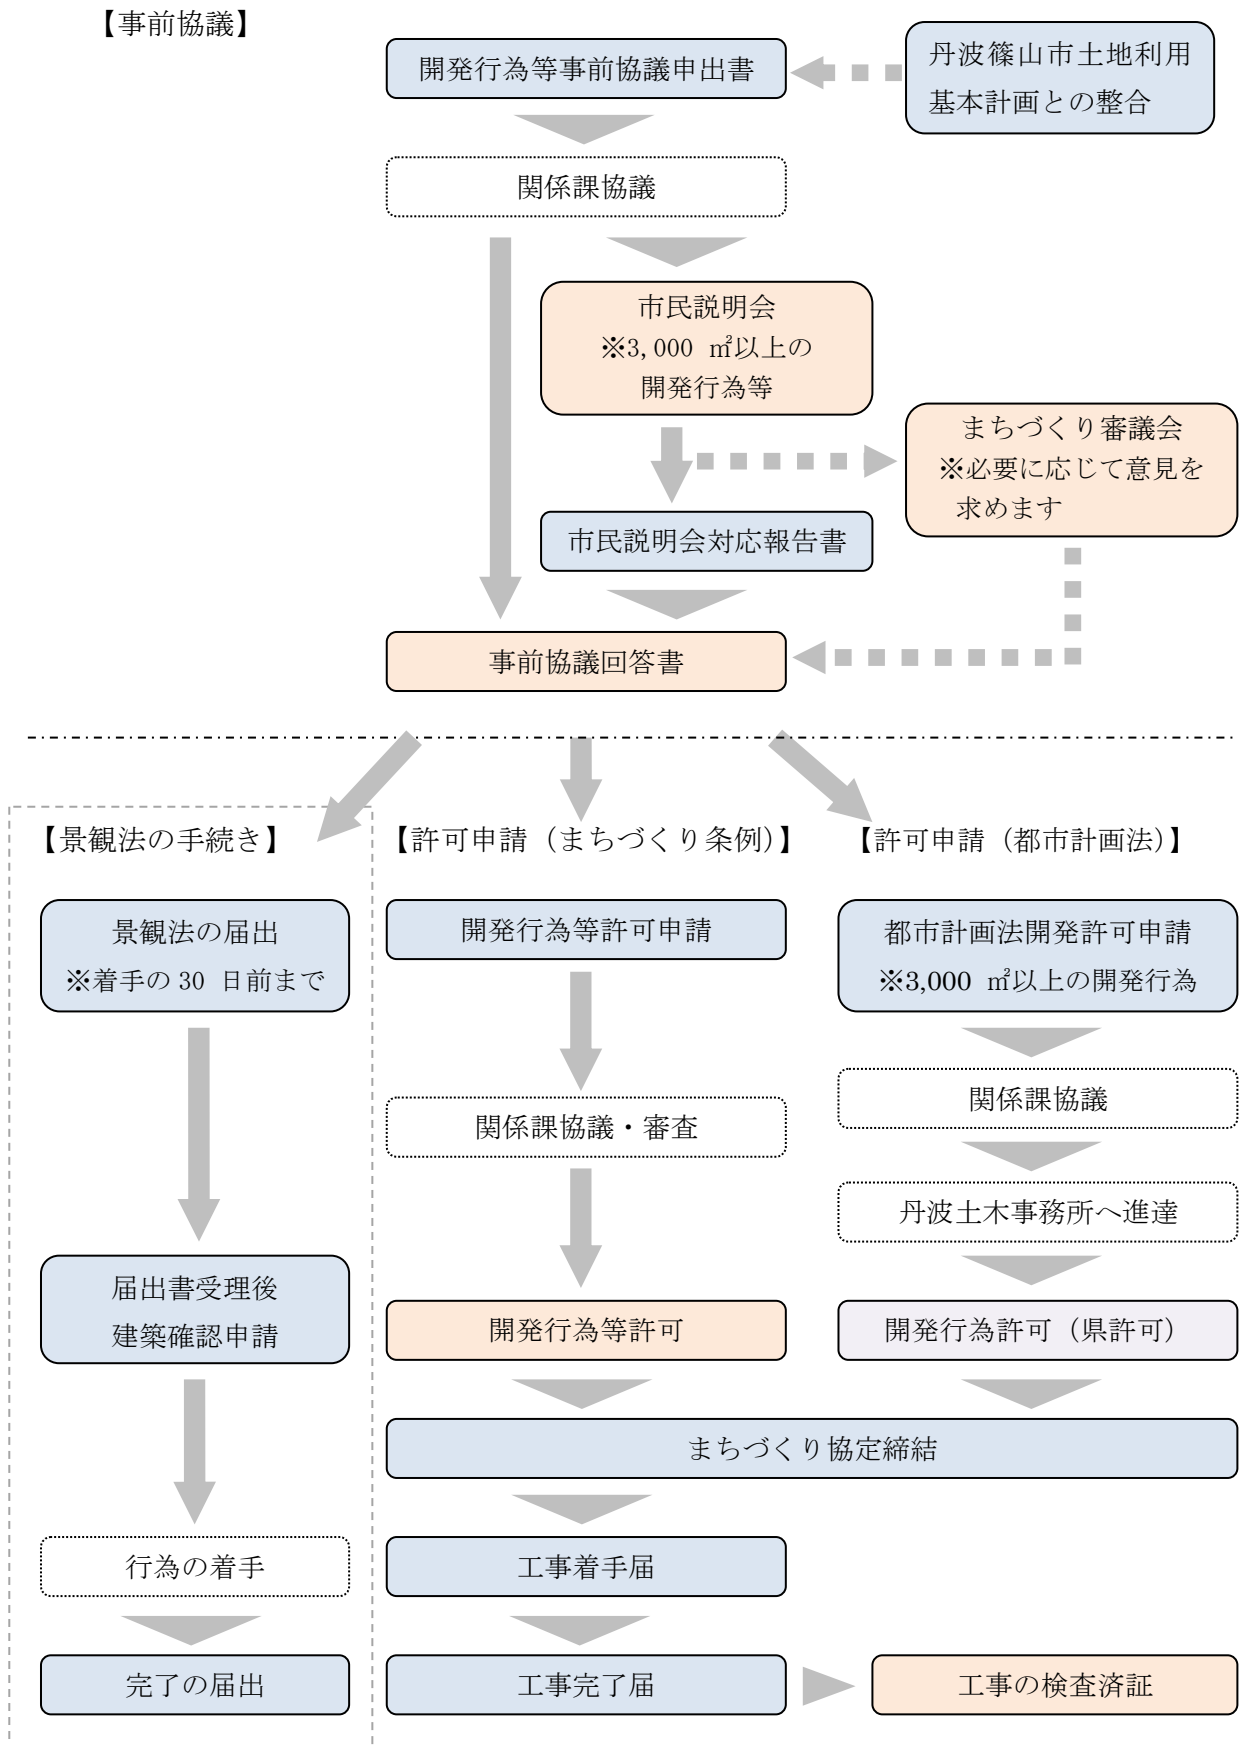 【事前協議】
開発行為等事前協議申出書
丹波篠山市土地利用
基本計画との整合
関係課協議
市民説明会
※3,000 ㎡以上の
開発行為等
まちづくり審議会
※必要に応じて意見を
求めます
市民説明会対応報告書
事前協議回答書
【景観法の手続き】
【許可申請（まちづくり条例）】
【許可申請（都市計画法）】
景観法の届出
※着手の 30 日前まで
開発行為等許可申請
都市計画法開発許可申請
※3,000 ㎡以上の開発行為
関係課協議・審査
関係課協議
丹波土木事務所へ進達
届出書受理後
建築確認申請
開発行為等許可
開発行為許可（県許可）
まちづくり協定締結
行為の着手
工事着手届
完了の届出
工事完了届
工事の検査済証